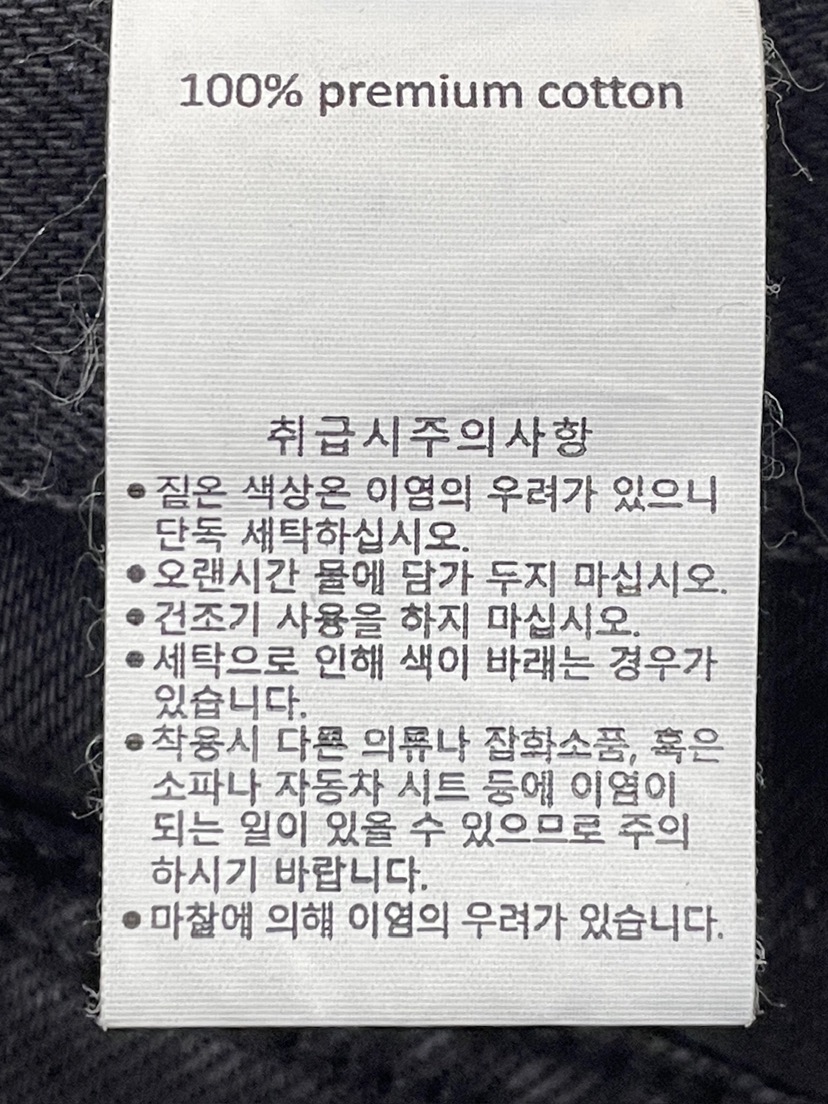 100% premium cotton
취급시주의사항
●짙은 색상은 이염의 우려가 있으니
단독 세탁하십시오.
●오랜시간 물에 담가 두지 마십시오.
●건조기 사용을 하지 마십시오.
●세탁으로 인해 색이 바래는 경우가
있습니다.
●착용시 다른 의류나 잡화소품, 혹은
소파나 자동차 시트 등에 이염이
되는 일이 있을 수 있으므로 주의
하시기 바랍니다.
●마찰에 의해 이염의 우려가 있습니다.